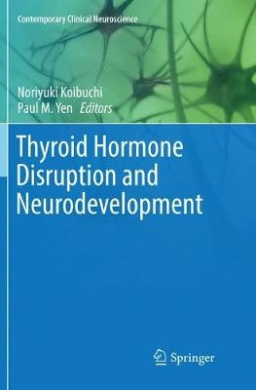 Contemporary Clinical Neuroscience
Noriyuki Koibuchi
Paul M. Yen Editors
Thyroid Hormone
Disruption and
Neurodevelopment
Springer